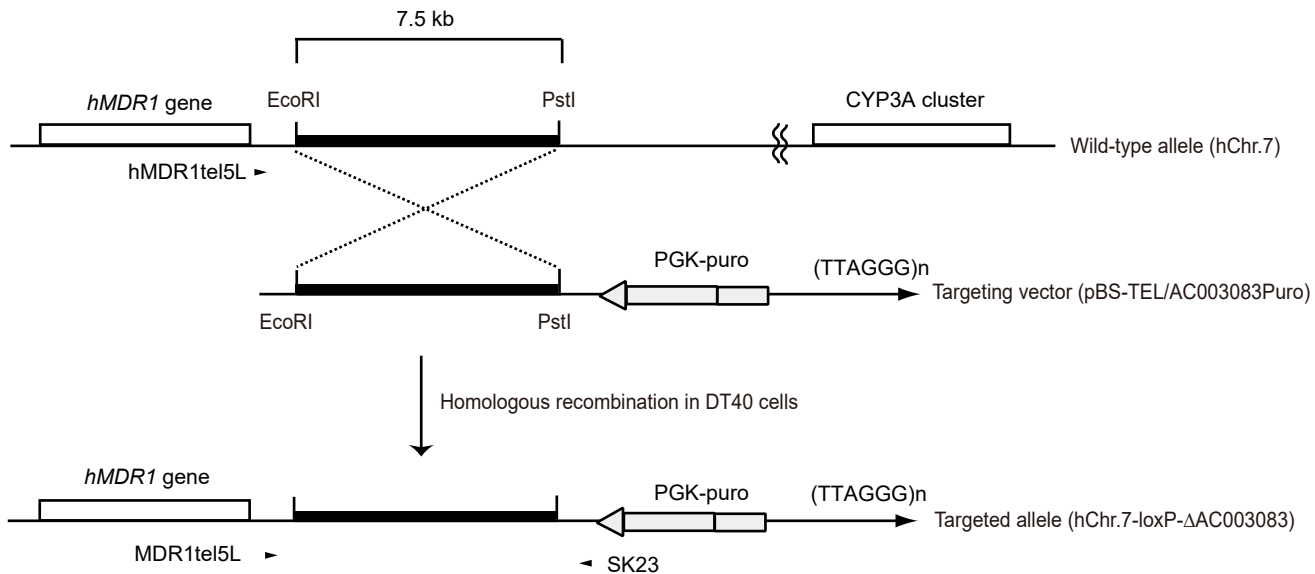 7.5 kb
hMDR1 gene
EcoRI
PstI
CYP3A cluster
Wild-type allele (hChr.7)
hMDR1tel5L
PGK-puro
(TTAGGG)n
Targeting vector (pBS-TEL/AC003083Puro)
EcoRI
PstI
Homologous recombination in DT40 cells
hMDR1 gene
PGK-puro
(TTAGGG)n
Targeted allele (hChr.7-loxP-ΔAC003083)
MDR1tel5L
SK23